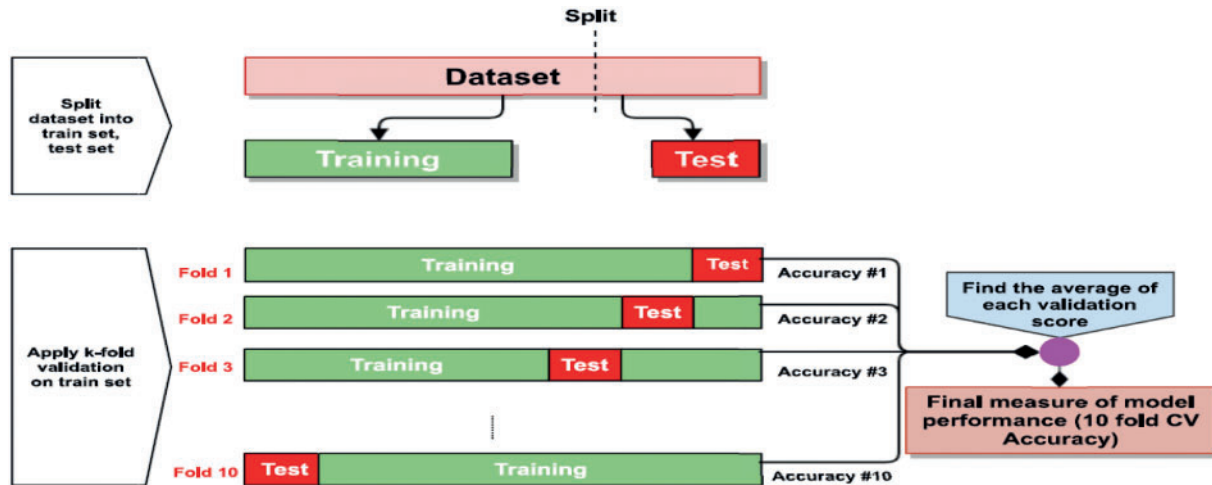 Split
Dataset
Split
dataset into
train set,
test set
Training
Test
Fold 1
Training
Test
Accuracy #1
Fold 2
Training
Test
Accuracy #2
Find the average of
each validation
score
Apply k-fold
validation
on train set
Fold 3
Training
Test
Accuracy #3
Final measure of model
performance (10 fold CV
Accuracy)
Fold 10
Test
Training
Accuracy #10